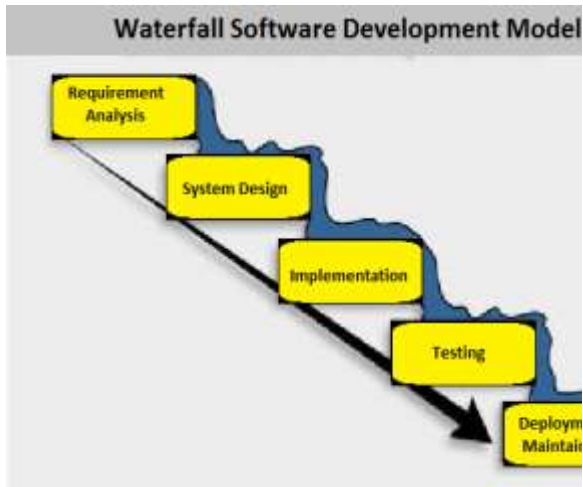 Waterfall Software Development Model
Requirement
Analysis
System Design
Implementation
Testing